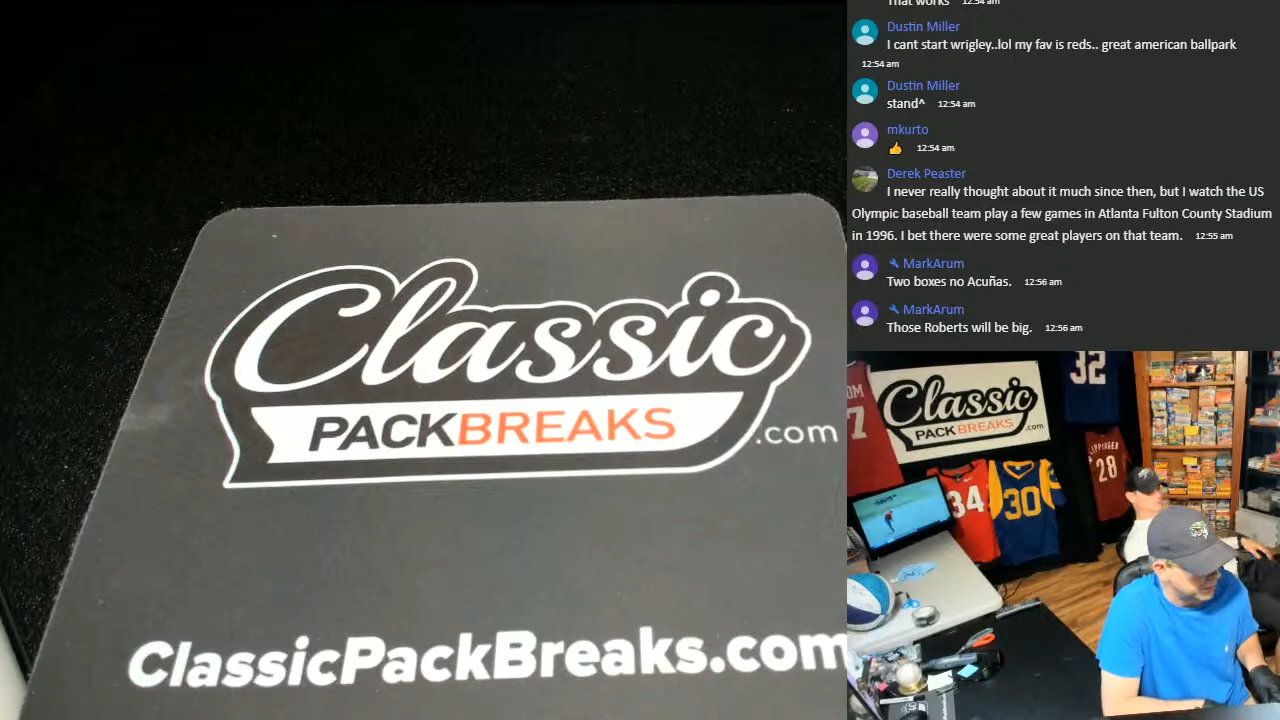 Classic
PACKBREAKS
.com
ClassicPackBreaks.com
That works 12:54 am
Dustin Miller
I cant start wrigley..lol my fav is reds.. great american ballpark
12:54 am
Dustin Miller
stand^ 12:54 am
mkurto
👍 12:54 am
Derek Peaster
I never really thought about it much since then, but I watch the US
Olympic baseball team play a few games in Atlanta Fulton County Stadium
in 1996. I bet there were some great players on that team. 12:55 am
MarkArum
Two boxes no Acuñas. 12:56 am
MarkArum
Those Roberts will be big. 12:56 am
32
Classic
PACKBREAKS
.com
7
28
34
30